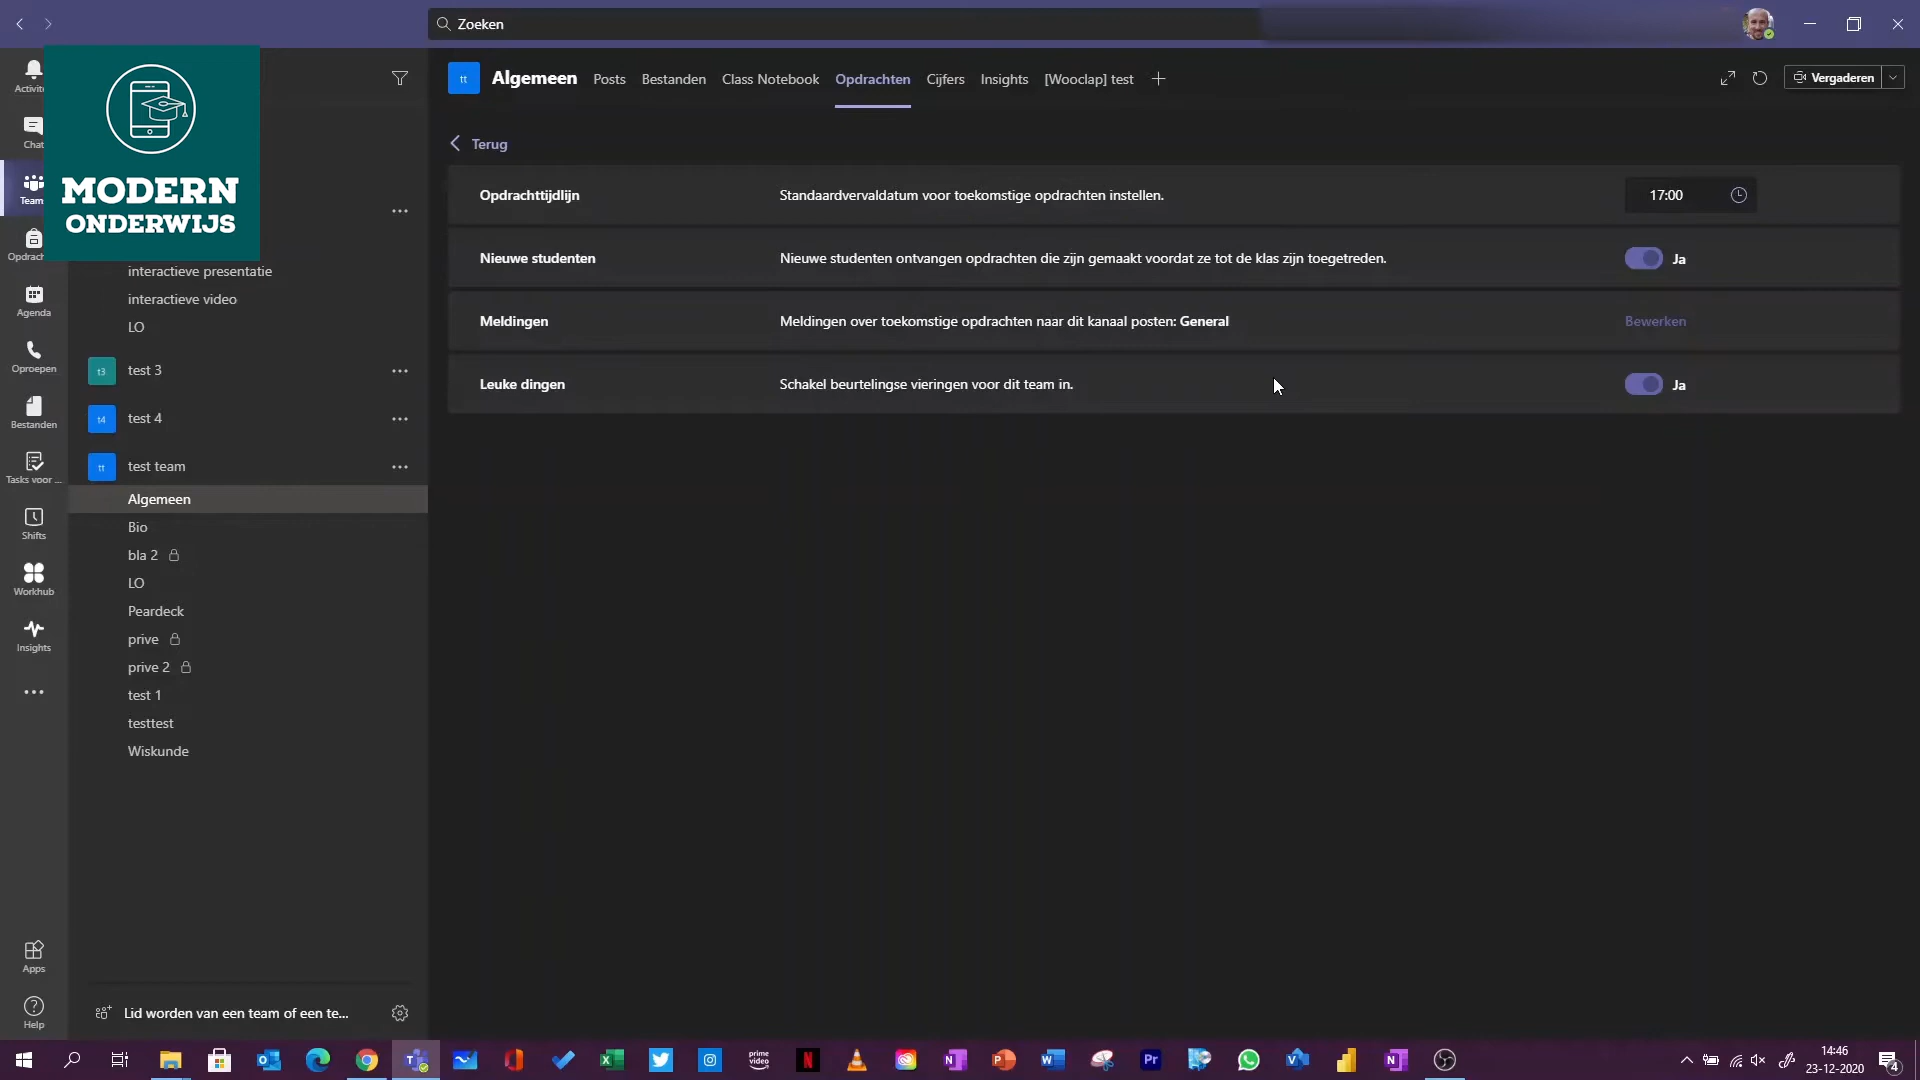 Zoeken
Algemeen
Posts
Bestanden
Class Notebook
Opdrachten
Cijfers
Insights
[Wooclap] test
Vergaderen
Activite
Chat
Team
Opdrach
Agenda
Oproepen
Bestanden
Tasks voor ...
Shifts
Workhub
Insights
Apps
Help
MODERN
ONDERWIJS
interactieve presentatie
interactieve video
LO
t3
test 3
t4
test 4
tt
test team
Algemeen
Bio
bla 2
LO
Peardeck
prive
prive 2
test 1
testtest
Wiskunde
Lid worden van een team of een te...
tt
Terug
Opdrachttijdlijn
Standaardvervaldatum voor toekomstige opdrachten instellen.
17:00
Nieuwe studenten
Nieuwe studenten ontvangen opdrachten die zijn gemaakt voordat ze tot de klas zijn toegetreden.
Ja
Meldingen
Meldingen over toekomstige opdrachten naar dit kanaal posten: General
Bewerken
Leuke dingen
Schakel beurtelingse vieringen voor dit team in.
Ja
prime
video
Pr
14:46
23-12-2020
4